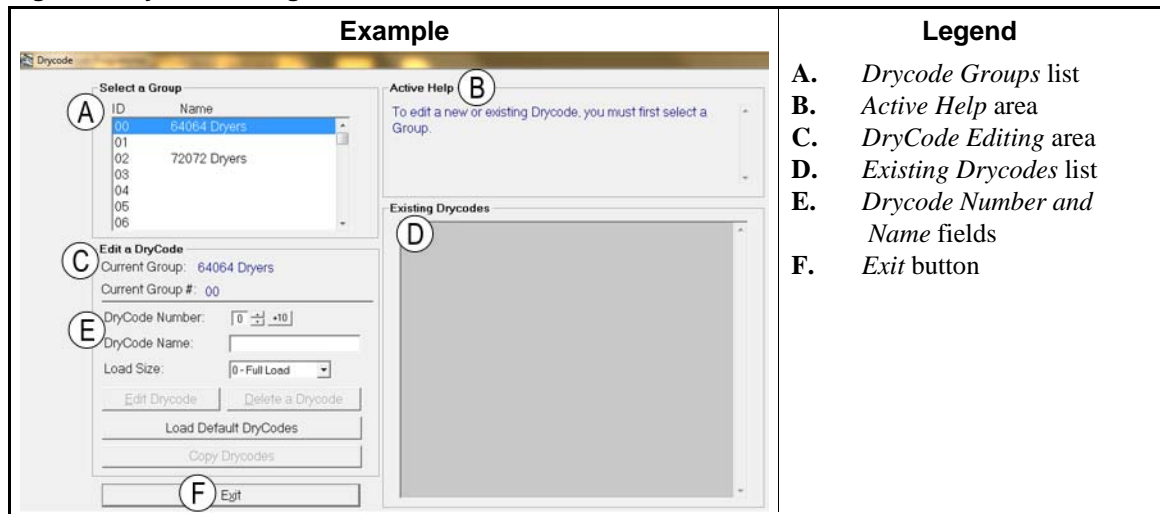 Example
Drycode
Select a Group
A
ID Name
00 64064 Dryers
01
02 72072 Dryers
03
04
05
06
C
Edit a DryCode
Current Group: 64064 Dryers
Current Group #: 00
E
DryCode Number: 0 +10
DryCode Name:
Load Size: 0 - Full Load
Edit Drycode Delete a Drycode
Load Default DryCodes
Copy Drycodes
F Exit
Active Help B
To edit a new or existing Drycode, you must first select a
Group.
Existing Drycodes
D
Legend
A. Drycode Groups list
B. Active Help area
C. DryCode Editing area
D. Existing Drycodes list
E. Drycode Number and
Name fields
F. Exit button